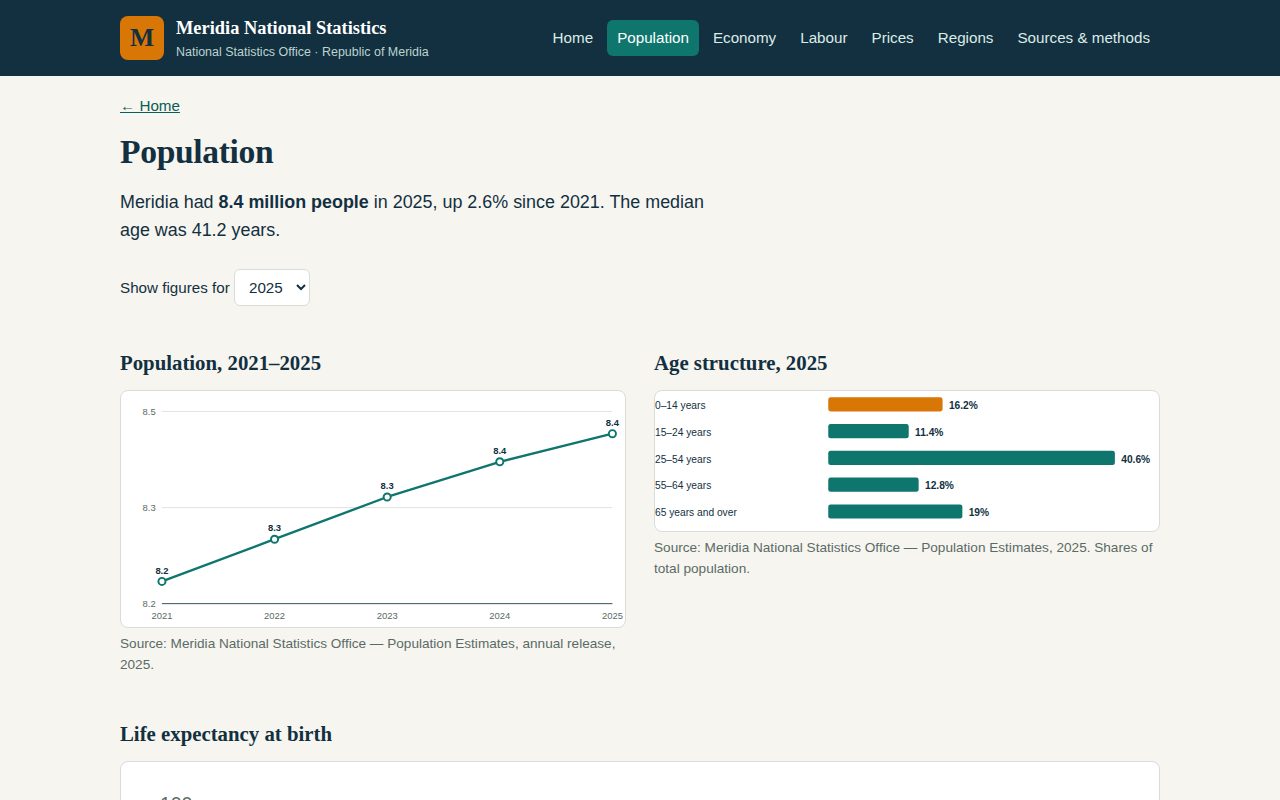 M
Meridia National Statistics
National Statistics Office · Republic of Meridia
Home Population Economy Labour Prices Regions Sources & methods
← Home
Population
Meridia had 8.4 million people in 2025, up 2.6% since 2021. The median
age was 41.2 years.
Show figures for 2025
Population, 2021–2025
8.5
8.3
8.2
8.2
8.3
8.3
8.4
8.4
2021 2022 2023 2024 2025
Source: Meridia National Statistics Office — Population Estimates, annual release,
2025.
Age structure, 2025
0–14 years 16.2%
15–24 years 11.4%
25–54 years 40.6%
55–64 years 12.8%
65 years and over 19%
Source: Meridia National Statistics Office — Population Estimates, 2025. Shares of
total population.
Life expectancy at birth